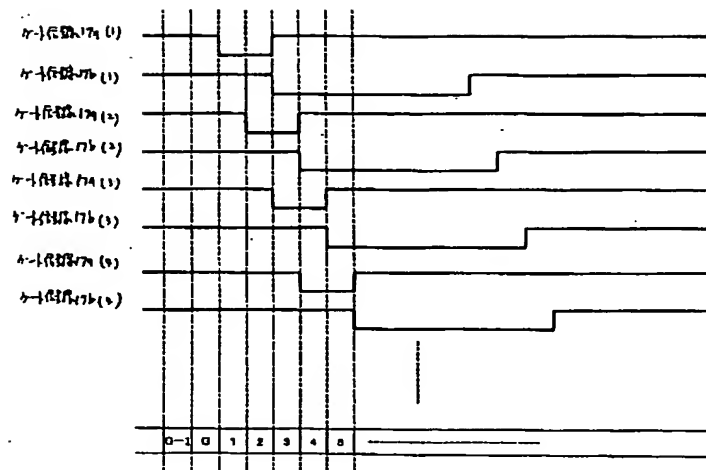 ゲート信号線17a(1)
ゲート信号線17b(1)
ゲート信号線17a(2)
ゲート信号線17b(2)
ゲート信号線17a(3)
ゲート信号線17b(3)
ゲート信号線17a(4)
ゲート信号線17b(4)
G-1 G 1 2 3 4 5